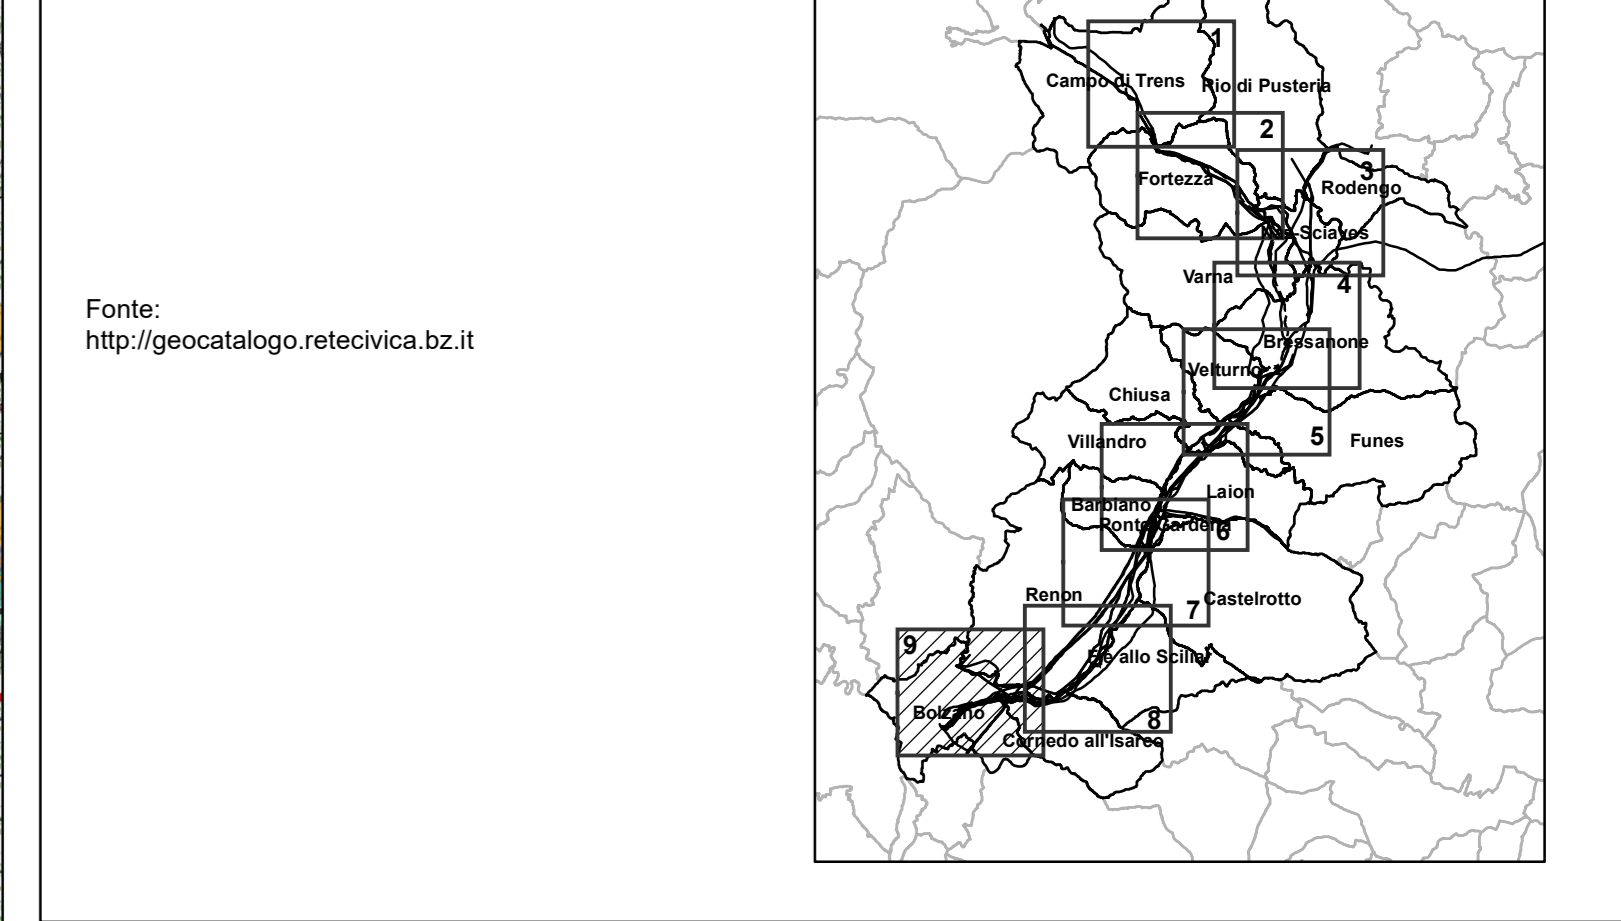 1
Campo di Trens
Rio di Pusteria
2
3
Fortezza
Rodengo
Naz-Sciaves
Varna
4
Fonte:
http://geocatalogo.retecivica.bz.it
Bressanone
Velturno
Chiusa
5
Villandro
Funes
Laion
Barbiano
Ponte Gardena
6
Renon
Castelrotto
7
9
Fiè allo Sciliar
Bolzano
8
Cornedo all'Isarco